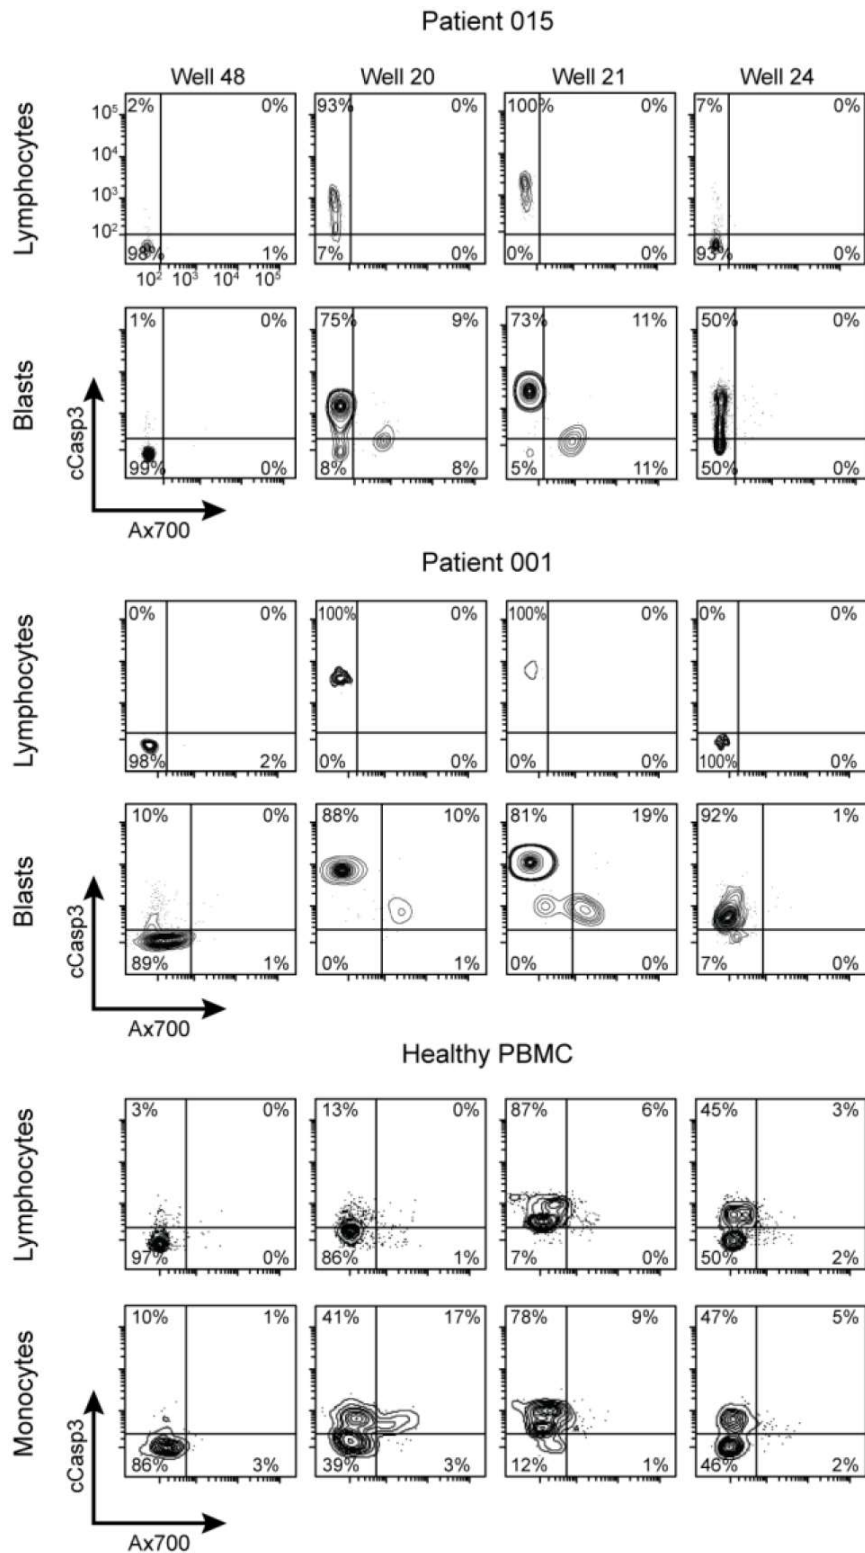 Patient 015
Well 48 Well 20 Well 21 Well 24
Lymphocytes
2% 0% 93% 0% 100% 0% 7% 0%
10⁵
10⁴
10³
10²
98% 1% 7% 0% 0% 0% 93% 0%
10² 10³ 10⁴ 10⁵
Blasts
1% 0% 75% 9% 73% 11% 50% 0%
cCasp3
99% 0% 8% 8% 5% 11% 50% 0%
Ax700
Patient 001
Lymphocytes
0% 0% 100% 0% 100% 0% 0% 0%
98% 2% 0% 0% 0% 0% 100% 0%
Blasts
10% 0% 88% 10% 81% 19% 92% 1%
cCasp3
89% 1% 0% 1% 0% 0% 7% 0%
Ax700
Healthy PBMC
Lymphocytes
3% 0% 13% 0% 87% 6% 45% 3%
97% 0% 86% 1% 7% 0% 50% 2%
Monocytes
10% 1% 41% 17% 78% 9% 47% 5%
cCasp3
86% 3% 39% 3% 12% 1% 46% 2%
Ax700